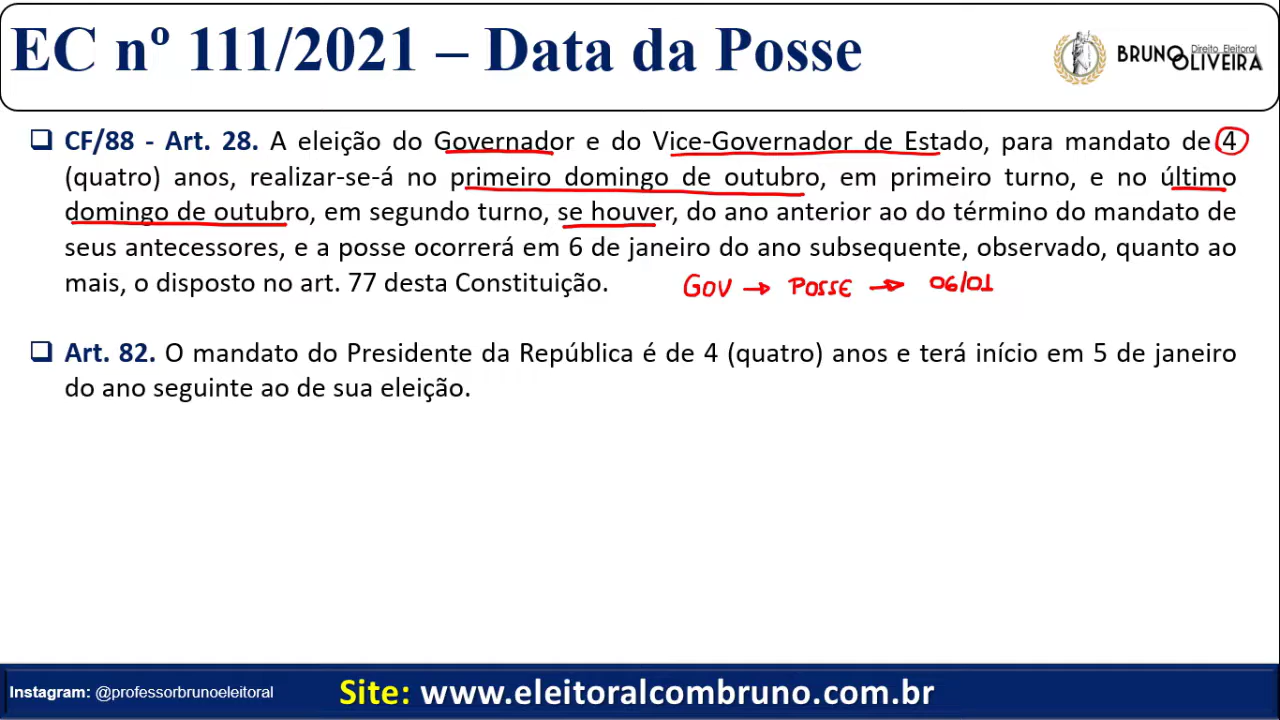 EC nº 111/2021 – Data da Posse
BRUNO Direito Eleitoral
OLIVEIRA
❑ CF/88 - Art. 28. A eleição do Governador e do Vice-Governador de Estado, para mandato de 4
(quatro) anos, realizar-se-á no primeiro domingo de outubro, em primeiro turno, e no último
domingo de outubro, em segundo turno, se houver, do ano anterior ao do término do mandato de
seus antecessores, e a posse ocorrerá em 6 de janeiro do ano subsequente, observado, quanto ao
mais, o disposto no art. 77 desta Constituição.
GOV → POSSE → 06/01
❑ Art. 82. O mandato do Presidente da República é de 4 (quatro) anos e terá início em 5 de janeiro
do ano seguinte ao de sua eleição.
Instagram: @professorbrunoeleitoral
Site: www.eleitoralcombruno.com.br